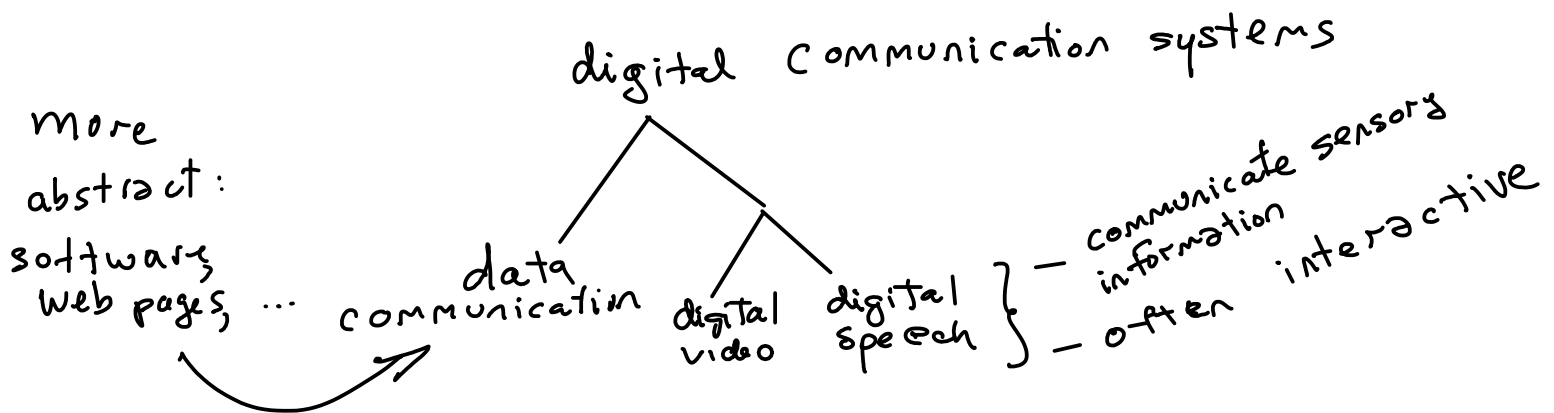 digital communication systems
more
abstract:
software,
web pages, ...
data
communication
digital
video
digital
speech
- communicate sensory
information
- often interactive